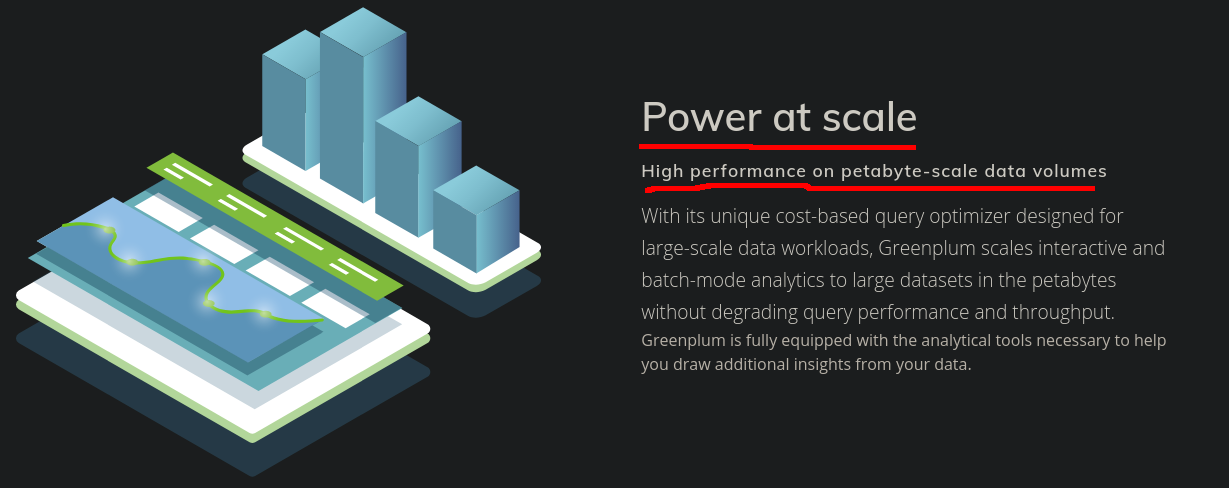 Power at scale
High performance on petabyte-scale data volumes
With its unique cost-based query optimizer designed for
large-scale data workloads, Greenplum scales interactive and
batch-mode analytics to large datasets in the petabytes
without degrading query performance and throughput.
Greenplum is fully equipped with the analytical tools necessary to help
you draw additional insights from your data.